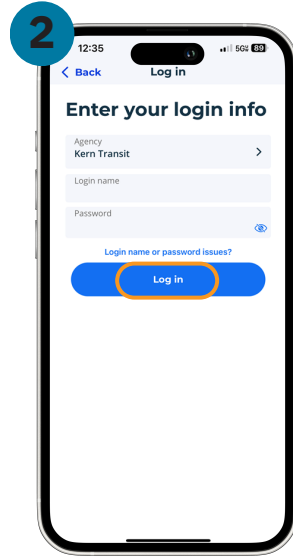 2
12:35
5G% 89
Back Log in
Enter your login info
Agency
Kern Transit
Login name
Password
Login name or password issues?
Log in